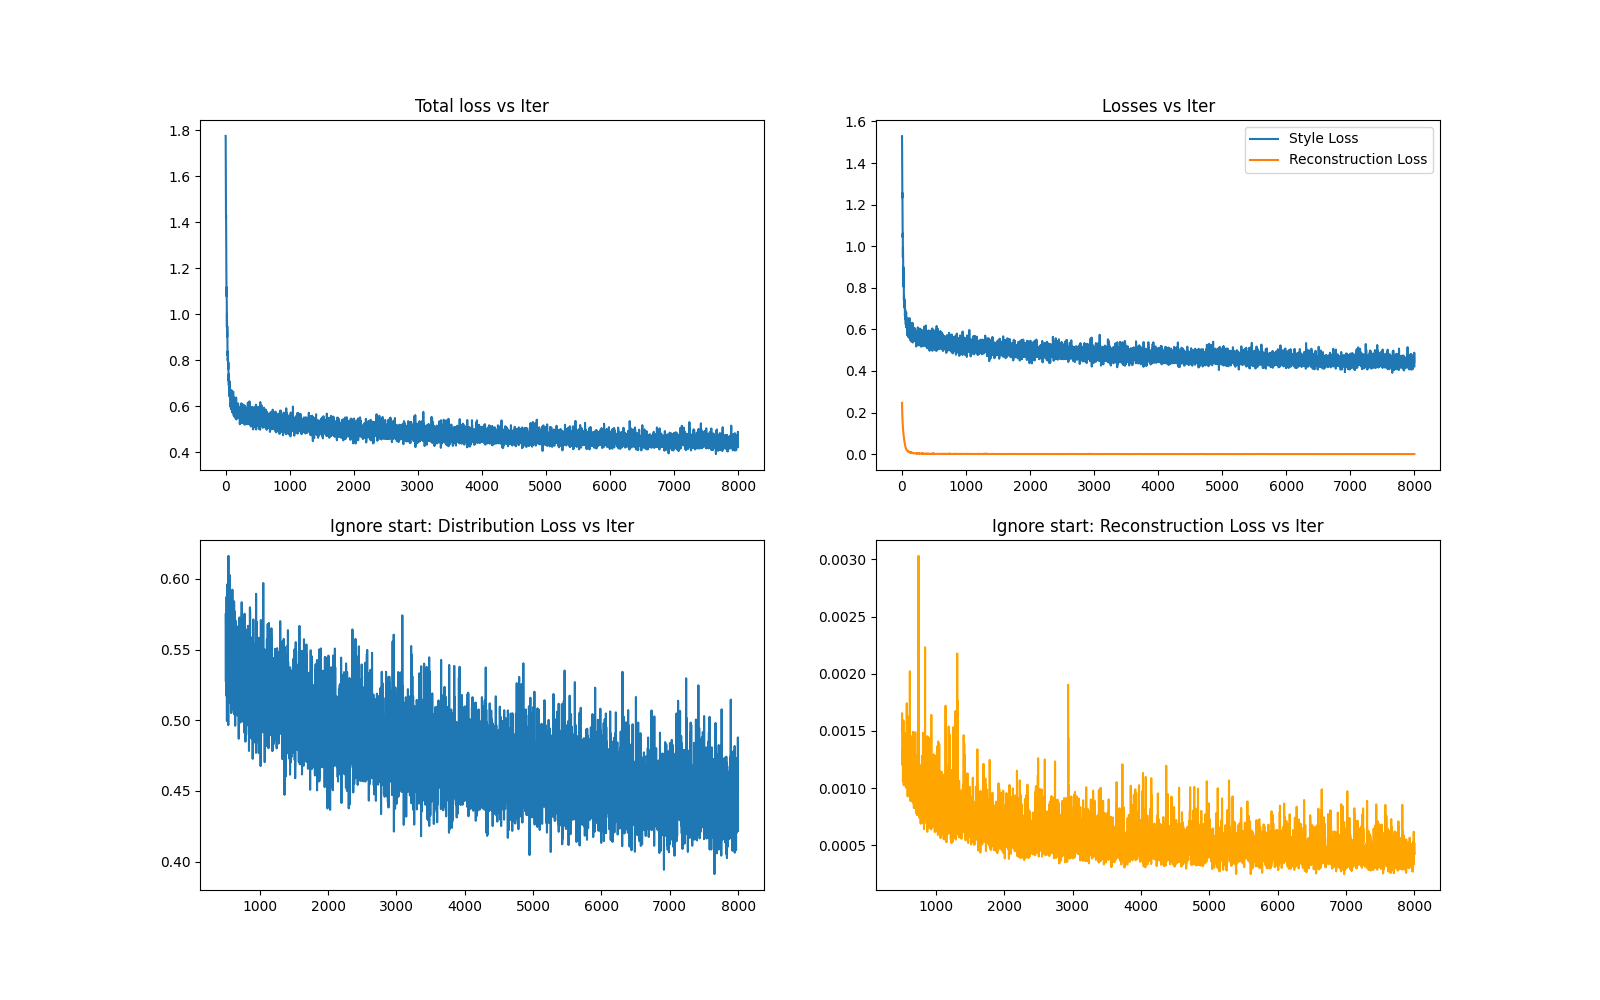 Total loss vs Iter
1.8
1.6
1.4
1.2
1.0
0.8
0.6
0.4
0 1000 2000 3000 4000 5000 6000 7000 8000
Losses vs Iter
Style Loss
Reconstruction Loss
1.6
1.4
1.2
1.0
0.8
0.6
0.4
0.2
0.0
0 1000 2000 3000 4000 5000 6000 7000 8000
Ignore start: Distribution Loss vs Iter
0.60
0.55
0.50
0.45
0.40
1000 2000 3000 4000 5000 6000 7000 8000
Ignore start: Reconstruction Loss vs Iter
0.0030
0.0025
0.0020
0.0015
0.0010
0.0005
1000 2000 3000 4000 5000 6000 7000 8000